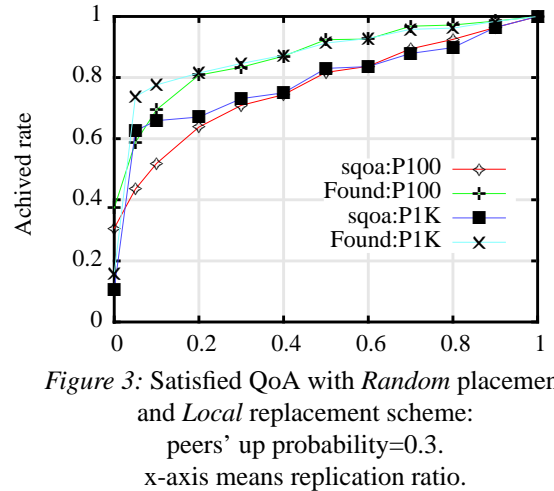 1
0.8
0.6
0.4
0.2
0
Achived rate
sqoa:P100
Found:P100
sqoa:P1K
Found:P1K
0 0.2 0.4 0.6 0.8 1
Figure 3: Satisfied QoA with Random placemen
and Local replacement scheme:
peers' up probability=0.3.
x-axis means replication ratio.